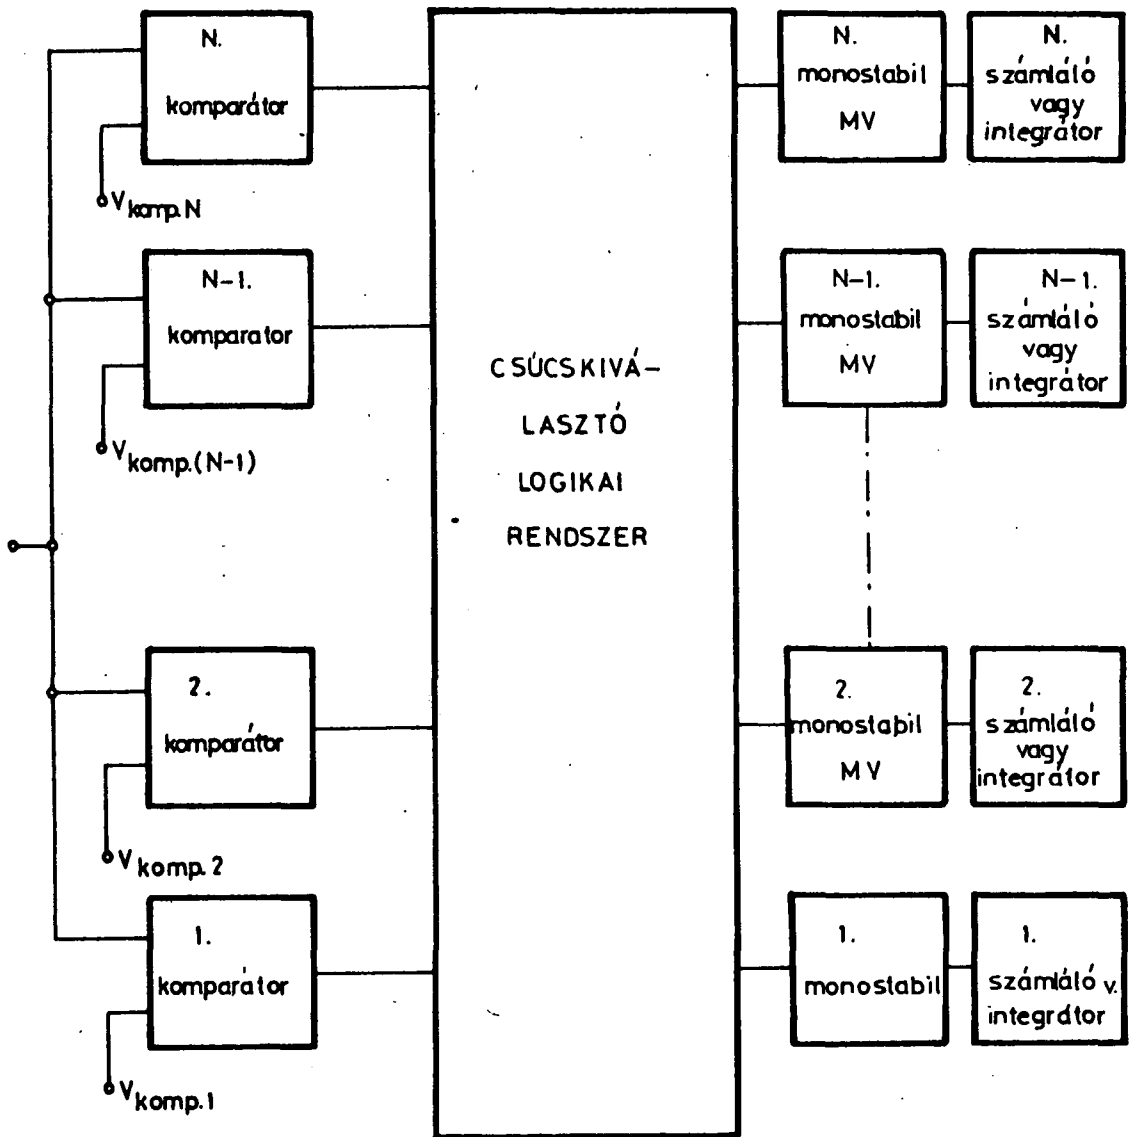 N.
komparátor
V komp. N
N-1.
komparator
V komp.(N-1)
2.
komparátor
V komp. 2
1.
komparátor
V komp. 1
CSÚCSKIVÁ-
LASZTÓ
LOGIKAI
RENDSZER
N.
monostabil
MV
N.
számláló
vagy
integrátor
N-1.
monostabil
MV
N-1.
számláló
vagy
integrátor
2.
monostabil
MV
2.
számláló
vagy
integrátor
1.
monostabil
1.
számláló v.
integrátor